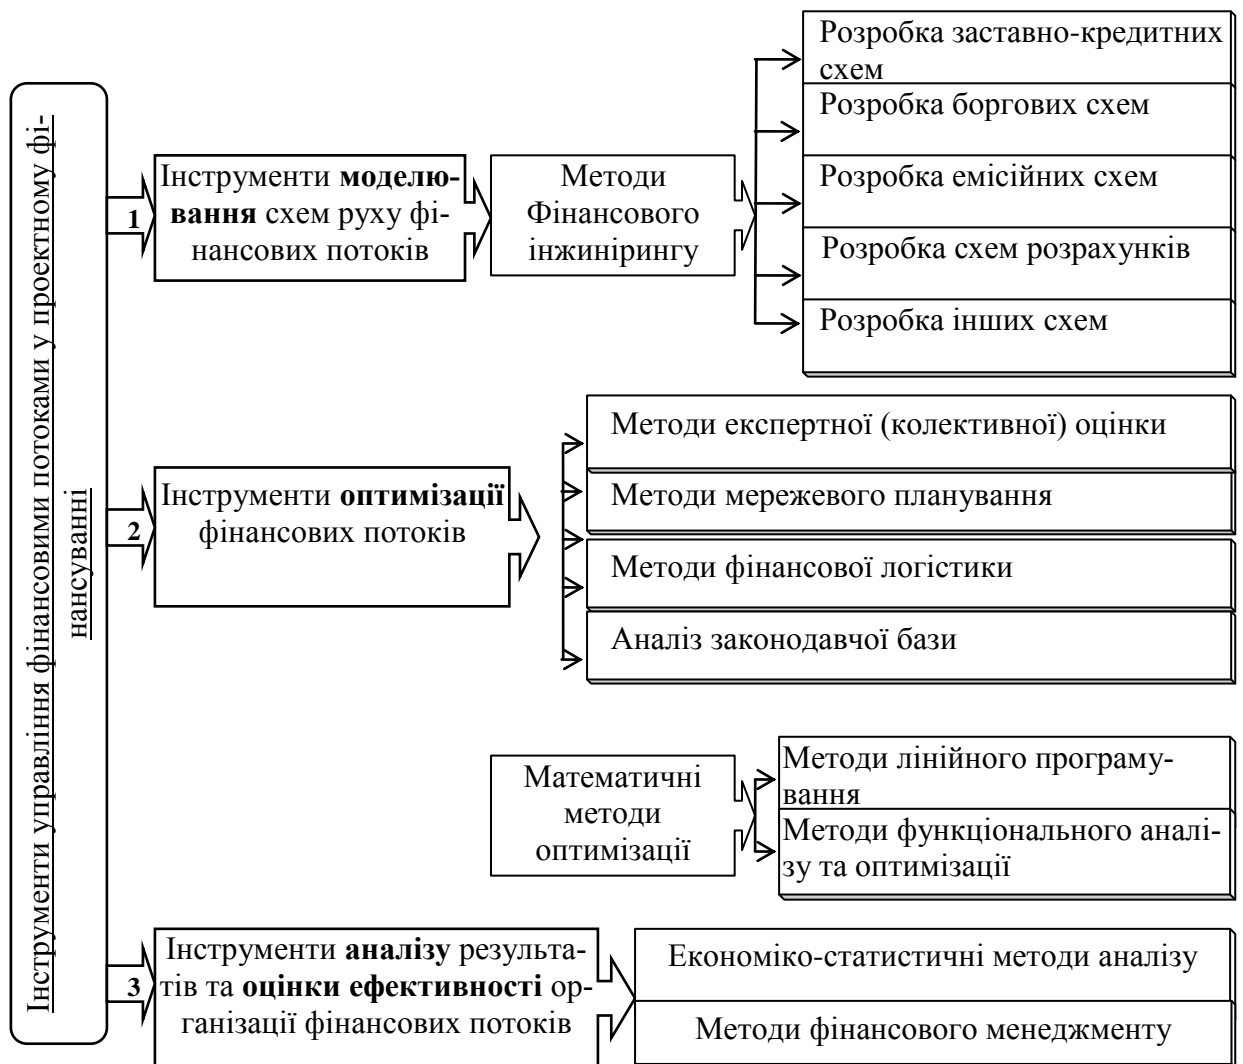 Інструменти управління фінансовими потоками у проектному фі-
нансуванні
1
Інструменти моделю-
вання схем руху фі-
нансових потоків
Методи
Фінансового
інжинірингу
Розробка заставно-кредитних
схем
Розробка боргових схем
Розробка емісійних схем
Розробка схем розрахунків
Розробка інших схем
2
Інструменти оптимізації
фінансових потоків
Методи експертної (колективної) оцінки
Методи мережевого планування
Методи фінансової логістики
Аналіз законодавчої бази
Математичні
методи
оптимізації
Методи лінійного програму-
вання
Методи функціонального аналі-
зу та оптимізації
3
Інструменти аналізу результа-
тів та оцінки ефективності ор-
ганізації фінансових потоків
Економіко-статистичні методи аналізу
Методи фінансового менеджменту